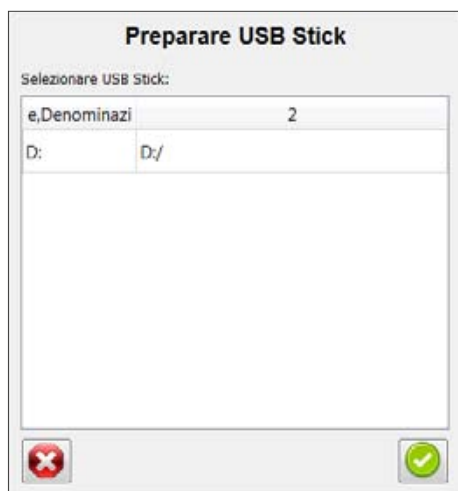 Preparare USB Stick
Selezionare USB Stick:
e,Denominazi 2
D: D:/